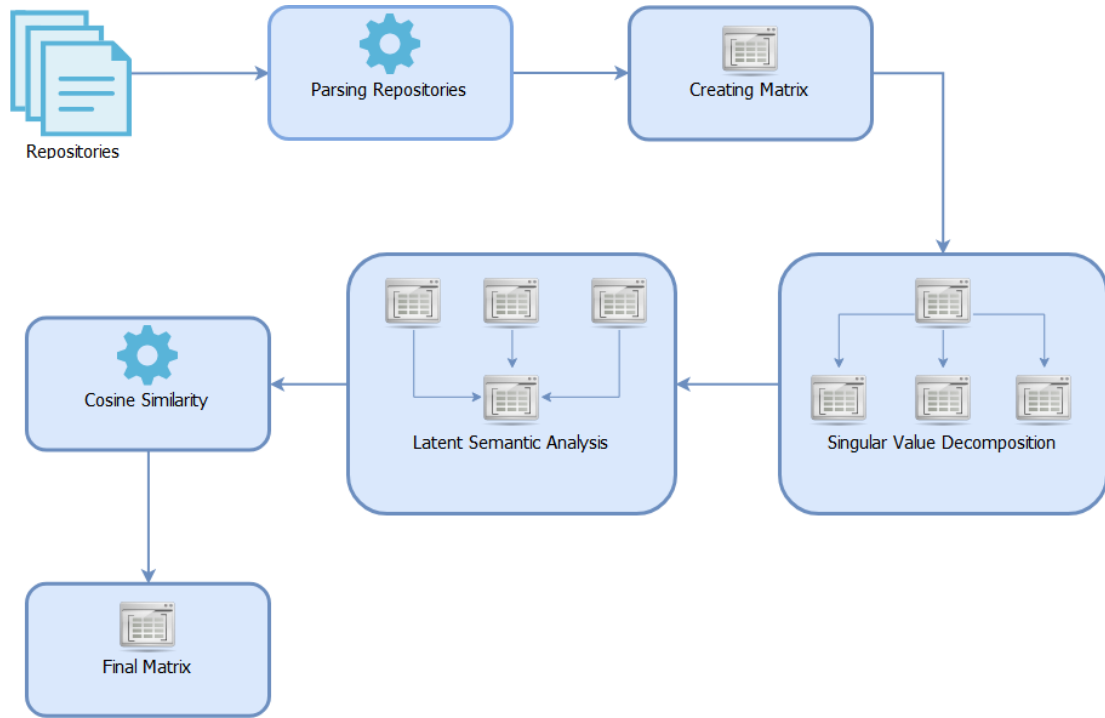 Repositories
Parsing Repositories
Creating Matrix
Singular Value Decomposition
Latent Semantic Analysis
Cosine Similarity
Final Matrix